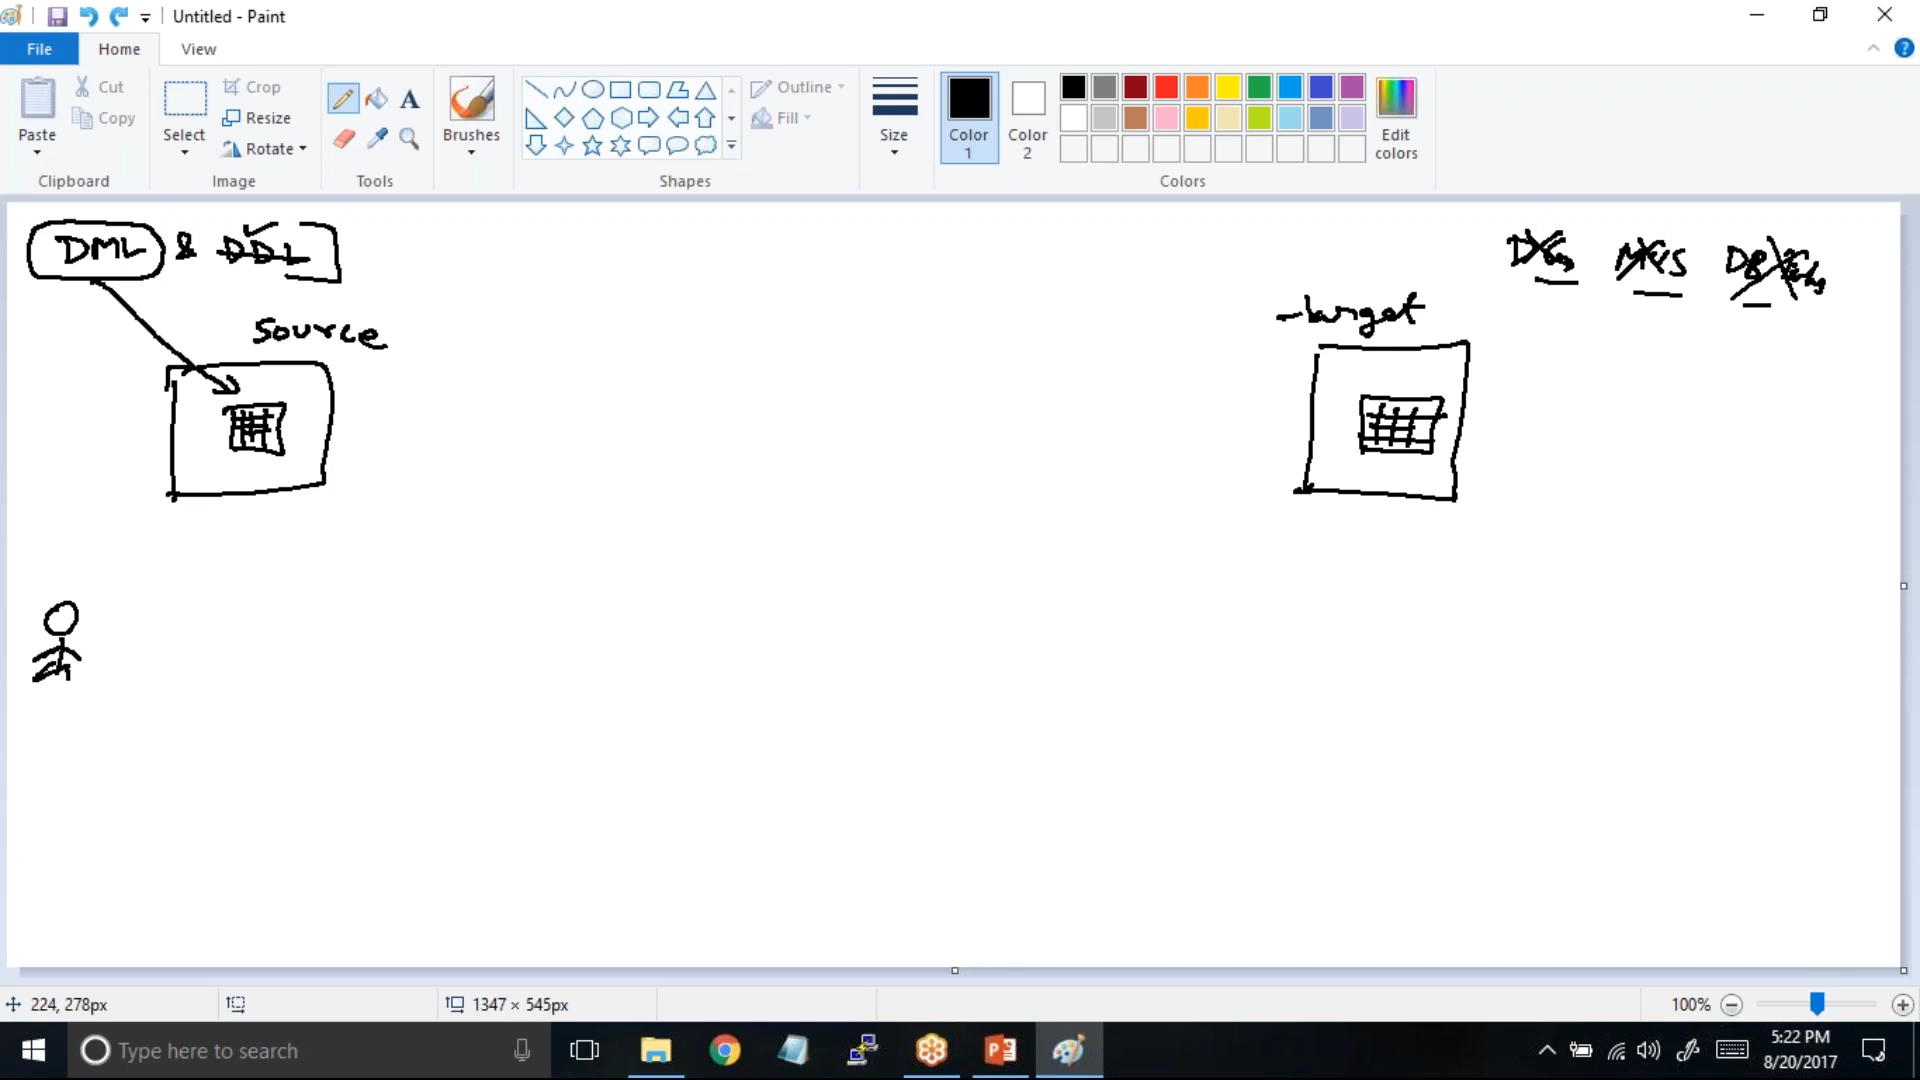 Untitled - Paint
File Home View
Paste
Cut
Copy
Clipboard
Select
Crop
Resize
Rotate
Image
Tools
Brushes
Shapes
Outline
Fill
Size
Color 1
Color 2
Edit colors
Colors
DML & DDL
Source
target
224, 278px
1347 × 545px
100%
Type here to search
5:22 PM
8/20/2017